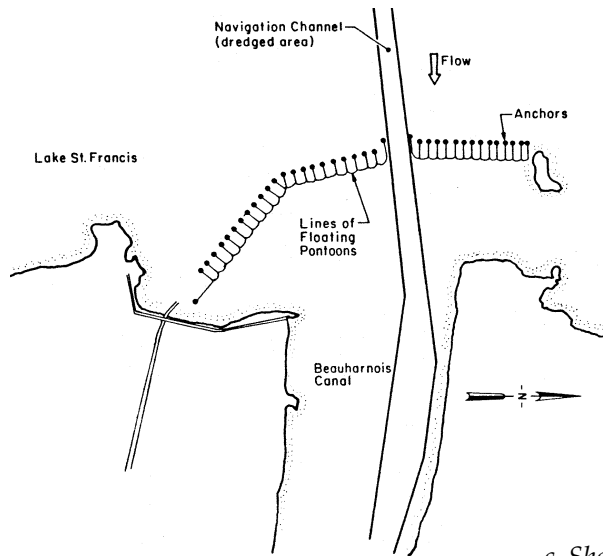 Navigation Channel
(dredged area)
Flow
Anchors
Lake St. Francis
Lines of
Floating
Pontoons
Beauharnois
Canal
N